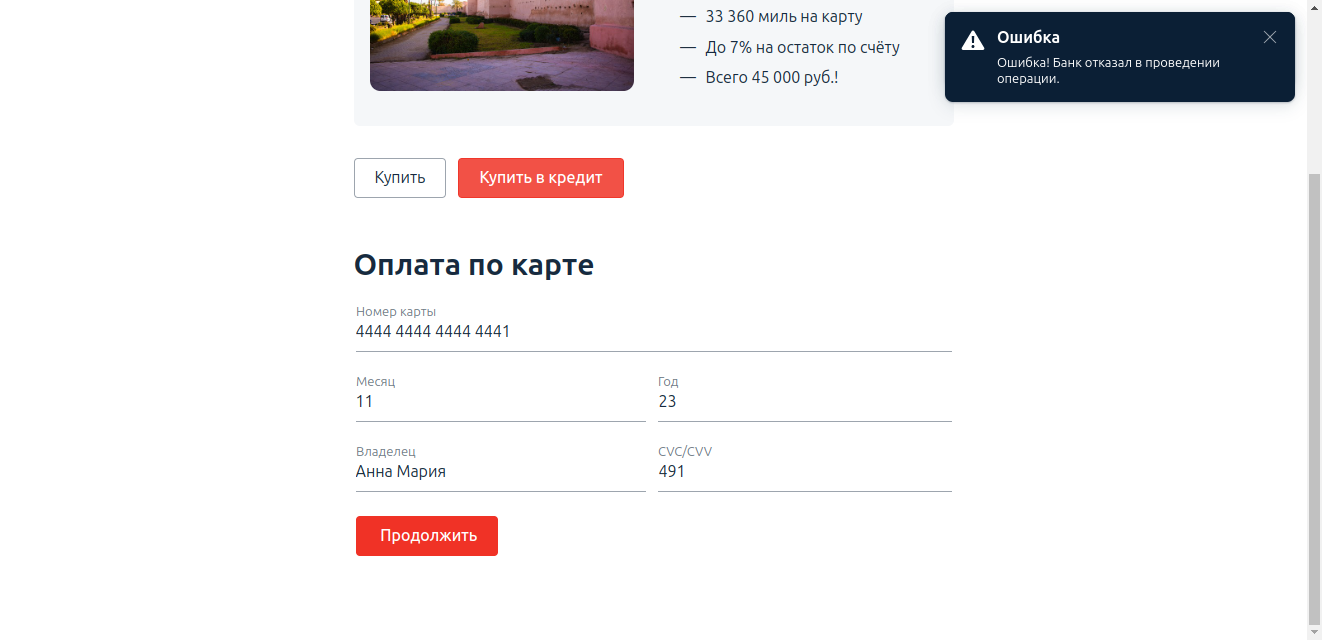 — 33 360 миль на карту
— До 7% на остаток по счёту
— Всего 45 000 руб.!
Ошибка
Ошибка! Банк отказал в проведении
операции.
Купить
Купить в кредит
Оплата по карте
Номер карты
4444 4444 4444 4441
Месяц
Год
11
23
Владелец
CVC/CVV
Анна Мария
491
Продолжить